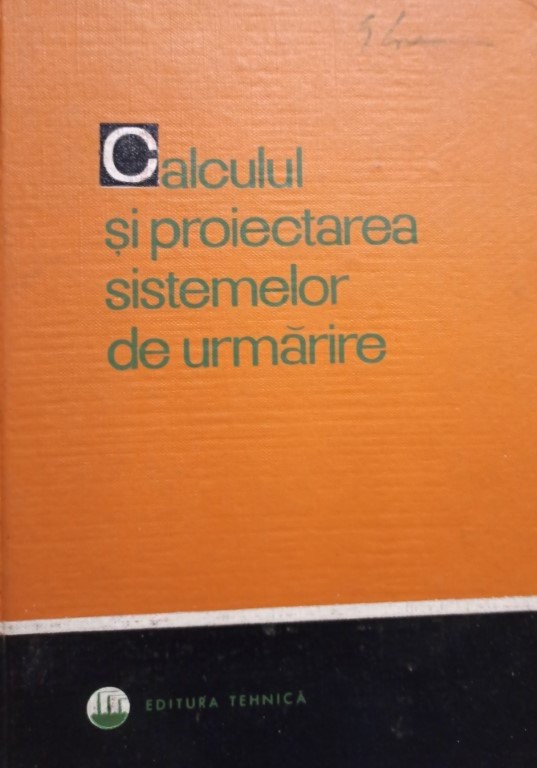 Calculul
și proiectarea
sistemelor
de urmărire
EDITURA TEHNICĂ